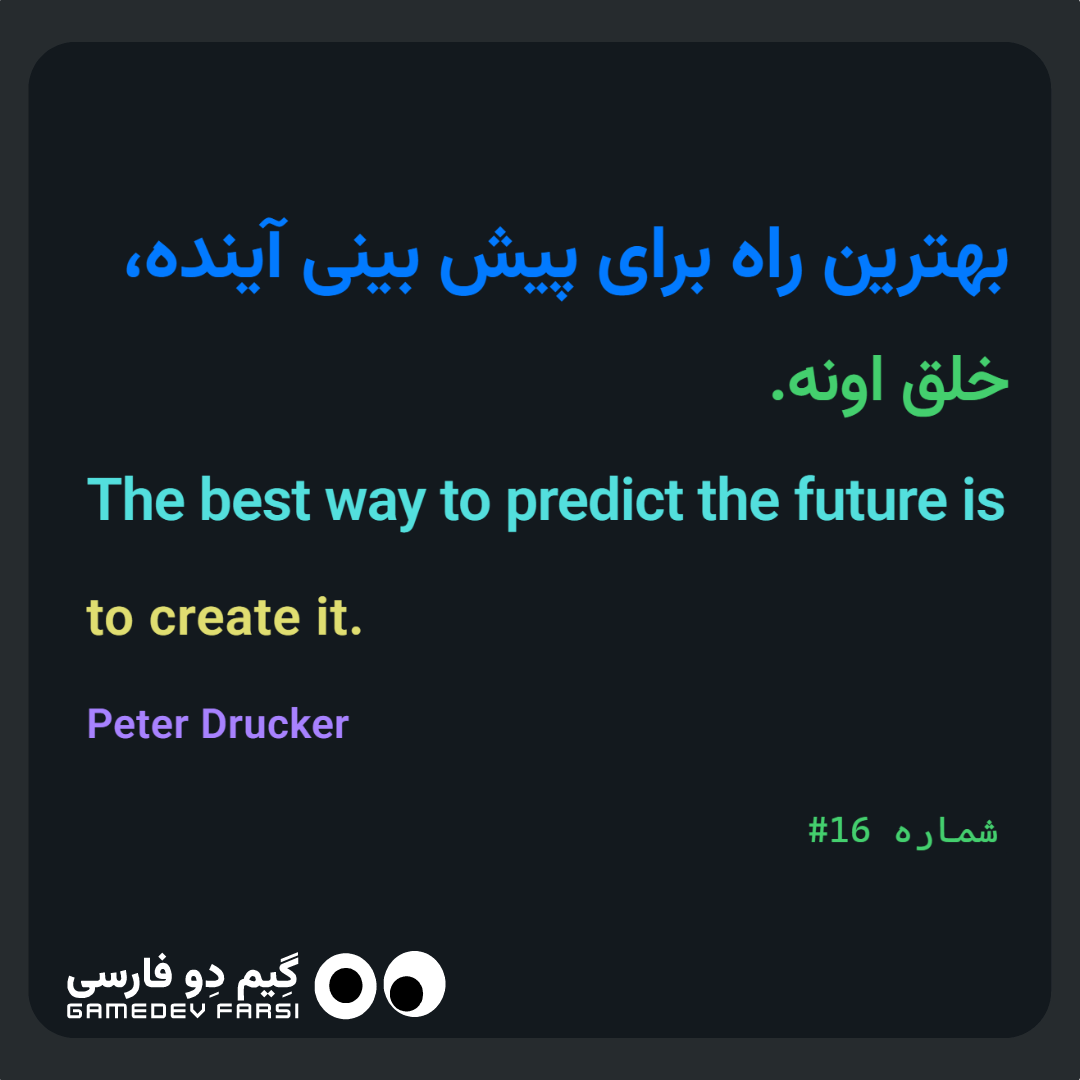 بهترین راه برای پیش بینی آینده،
خلق اونه.
The best way to predict the future is
to create it.
Peter Drucker
شماره #16
گِیم دِو فارسی
GAMEDEV FARSI